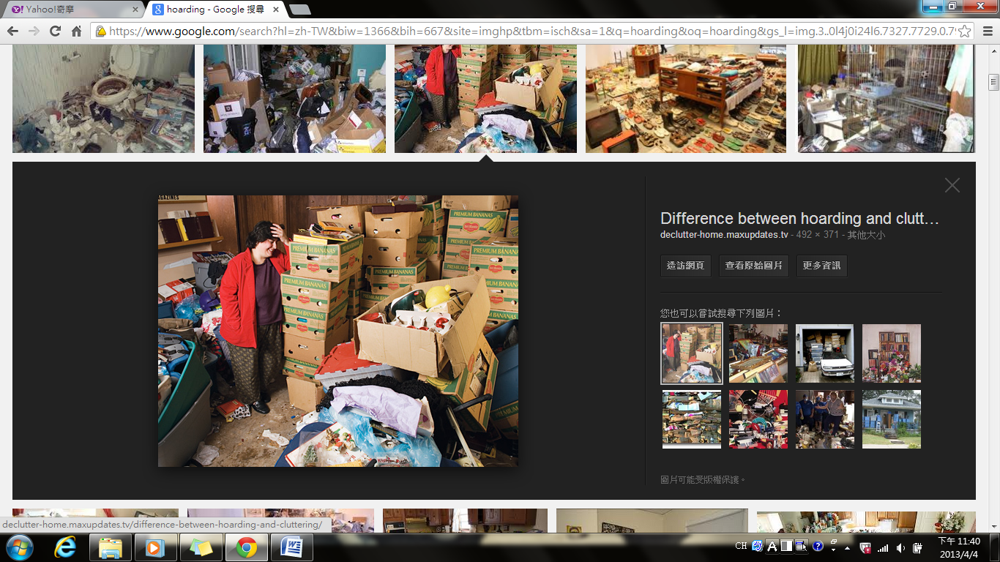 Yahoo!奇摩
hoarding - Google 搜尋
https://www.google.com/search?hl=zh-TW&biw=1366&bih=667&site=imghp&tbm=isch&sa=1&q=hoarding&oq=hoarding&gs_l=img.3..0l4j0i24l6.7327.7729.0.7
AGAZINES
PREMIUM BANANAS
PREMIUM BANANAS
PREMIUM BANANAS
PREMIUM BANANAS
PREMIUM BANANAS
PREMIUM BANANAS
Difference between hoarding and clutt…
declutter-home.maxupdates.tv - 492 × 371 - 其他大小
造訪網頁 查看原始圖片 更多資訊
您也可以嘗試搜尋下列圖片：
圖片可能受版權保護。
declutter-home.maxupdates.tv/difference-between-hoarding-and-cluttering/
CH A
下午 11:40
2013/4/4